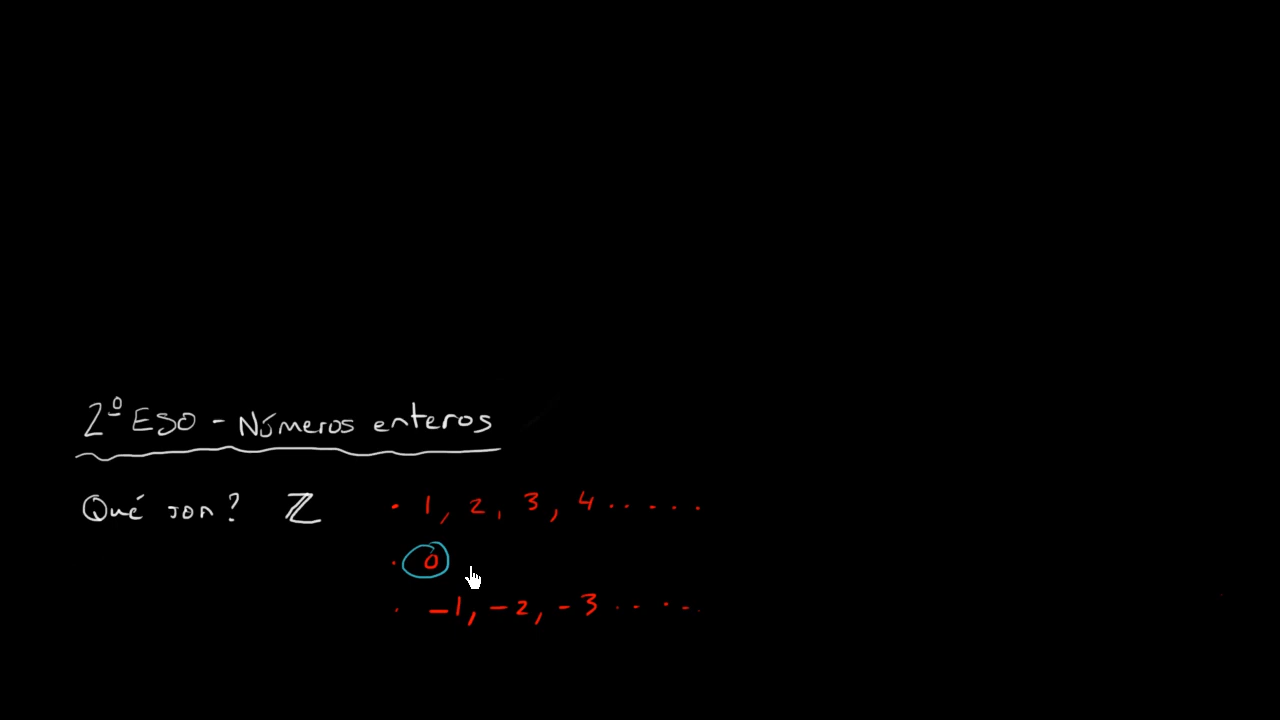 2º ESO - Números enteros
Qué son? ℤ · 1, 2, 3, 4 . . . . .
· 0
· -1, -2, -3 . . . . .